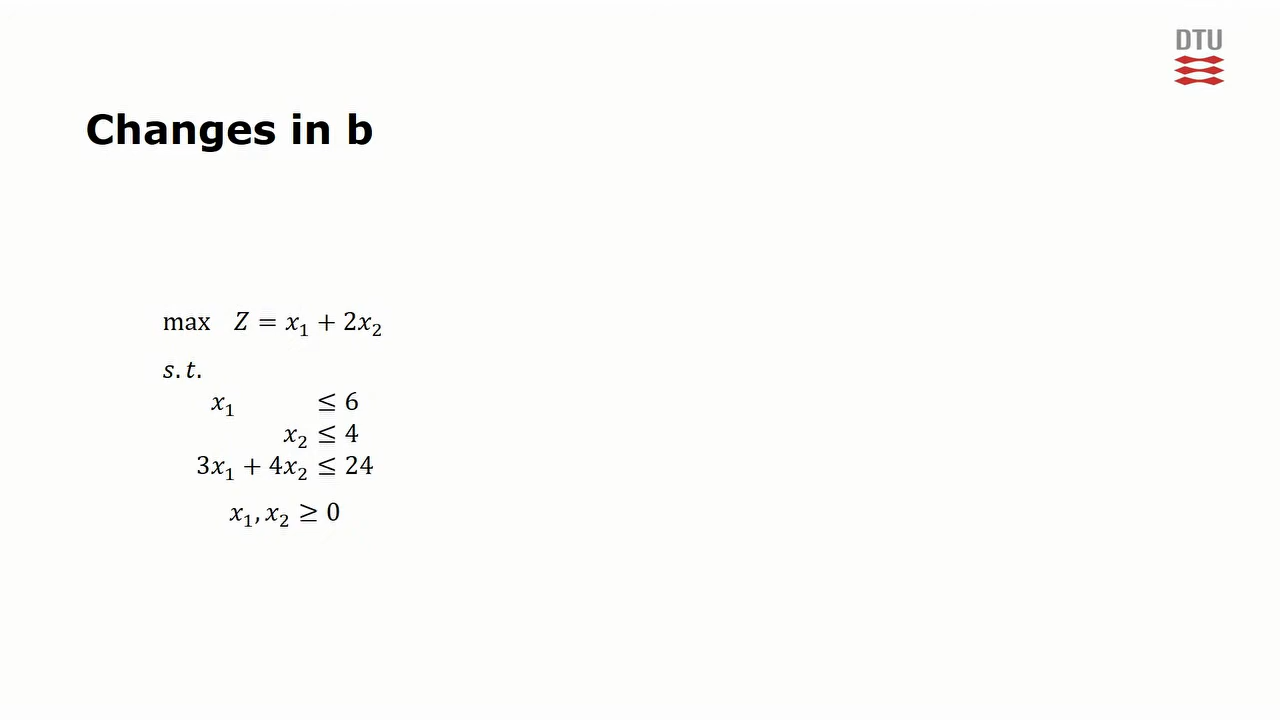 DTU
Changes in b
max Z = x₁ + 2x₂
s.t.
x₁ ≤ 6
x₂ ≤ 4
3x₁ + 4x₂ ≤ 24
x₁, x₂ ≥ 0